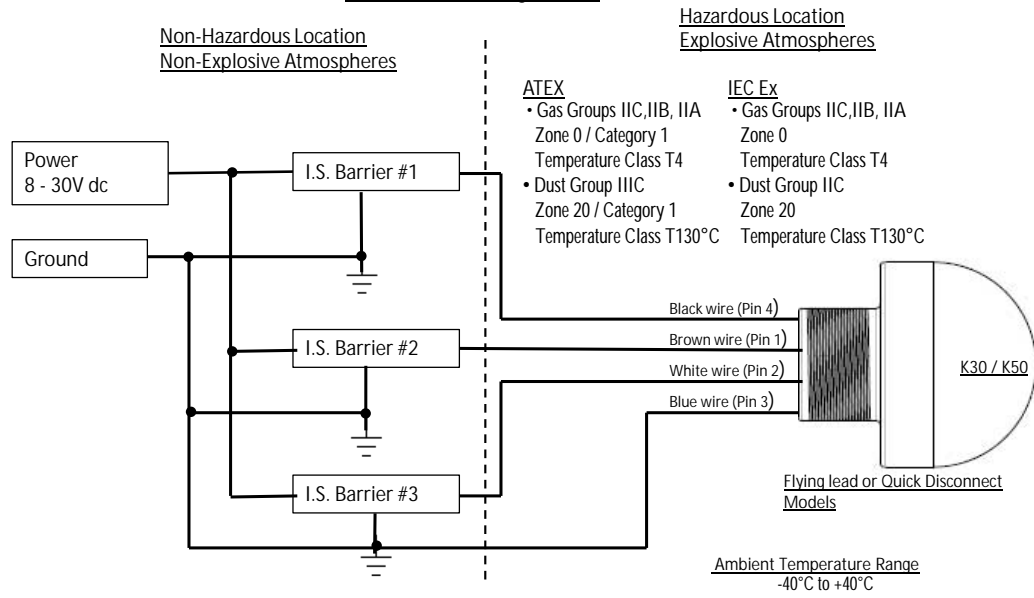 Non-Hazardous Location
Non-Explosive Atmospheres
Hazardous Location
Explosive Atmospheres
ATEX
• Gas Groups IIC,IIB, IIA
Zone 0 / Category 1
Temperature Class T4
• Dust Group IIIC
Zone 20 / Category 1
Temperature Class T130°C
IEC Ex
• Gas Groups IIC,IIB, IIA
Zone 0
Temperature Class T4
• Dust Group IIC
Zone 20
Temperature Class T130°C
Power
8 - 30V dc
Ground
I.S. Barrier #1
I.S. Barrier #2
I.S. Barrier #3
Black wire (Pin 4)
Brown wire (Pin 1)
White wire (Pin 2)
Blue wire (Pin 3)
K30 / K50
Flying lead or Quick Disconnect
Models
Ambient Temperature Range
-40°C to +40°C